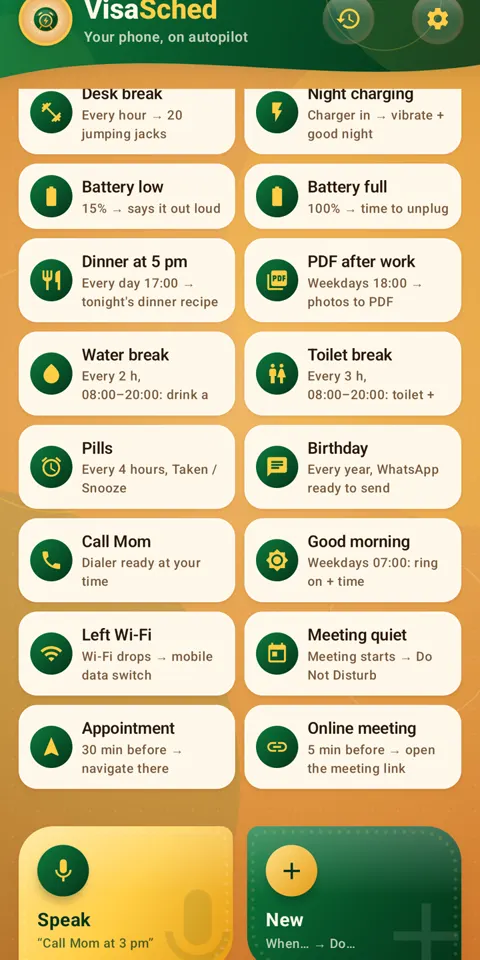 VisaSched
Your phone, on autopilot
Desk break
Every hour → 20
jumping jacks
Night charging
Charger in → vibrate +
good night
Battery low
15% → says it out loud
Battery full
100% → time to unplug
Dinner at 5 pm
Every day 17:00 →
tonight's dinner recipe
PDF after work
Weekdays 18:00 →
photos to PDF
PDF
Water break
Every 2 h,
08:00–20:00: drink a
Toilet break
Every 3 h,
08:00–20:00: toilet +
Pills
Every 4 hours, Taken /
Snooze
Birthday
Every year, WhatsApp
ready to send
Call Mom
Dialer ready at your
time
Good morning
Weekdays 07:00: ring
on + time
Left Wi-Fi
Wi-Fi drops → mobile
data switch
Meeting quiet
Meeting starts → Do
Not Disturb
Appointment
30 min before →
navigate there
Online meeting
5 min before → open
the meeting link
Speak
“Call Mom at 3 pm”
New
When... → Do...